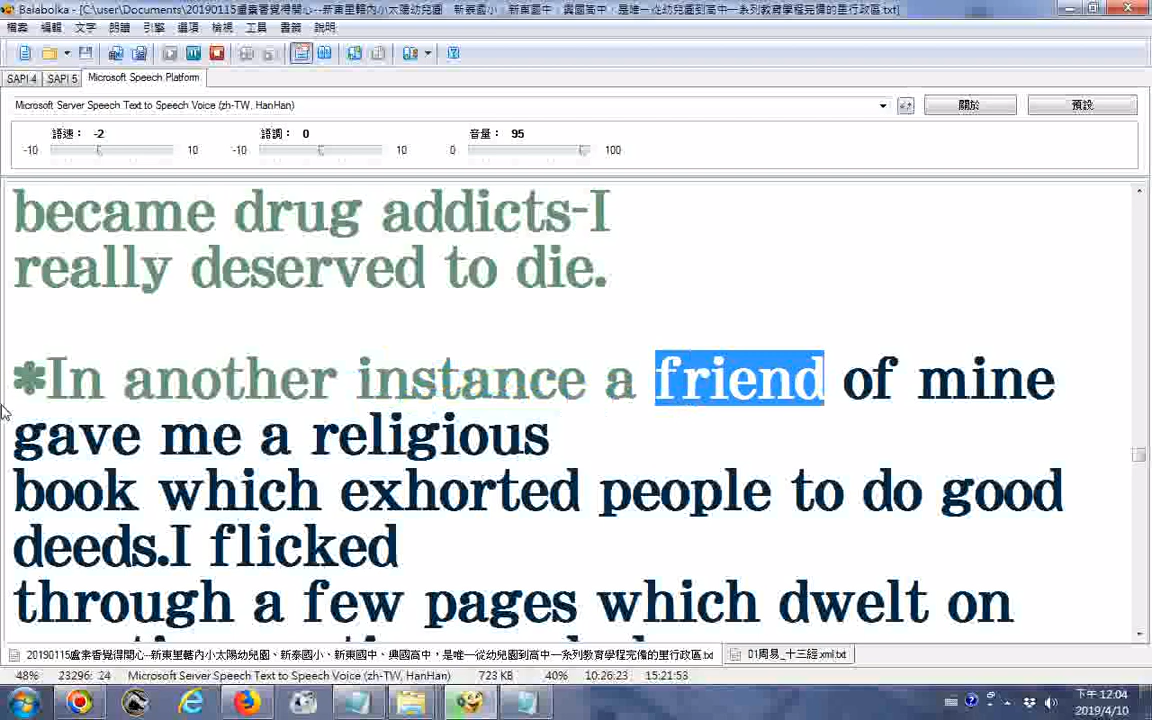 Balabolka - [C:\user\Documents\20190115盧彔香覺得開心--新東里轄內小太陽幼兒園、新泰國小、新東國中、興國高中，是唯一從幼兒園到高中一系列教育學程完備的里行政區.txt]
檔案 編輯 文字 朗讀 引擎 選項 檢視 工具 書籤 說明
SAPI 4 SAPI 5 Microsoft Speech Platform
Microsoft Server Speech Text to Speech Voice (zh-TW, HanHan) 關於 預設
語速： -2 語調： 0 音量： 95
-10 10 -10 10 0 100
became drug addicts-I
really deserved to die.
*In another instance a friend of mine
gave me a religious
book which exhorted people to do good
deeds.I flicked
through a few pages which dwelt on
20190115盧彔香覺得開心--新東里轄內小太陽幼兒園、新泰國小、新東國中、興國高中，是唯一從幼兒園到高中一系列教育學程完備的里行政區.txt 01周易_十三經.xml.txt
48% 23296: 24 Microsoft Server Speech Text to Speech Voice (zh-TW, HanHan) 723 KB 40% 10:26:23 15:21:53
下午 12:04
2019/4/10